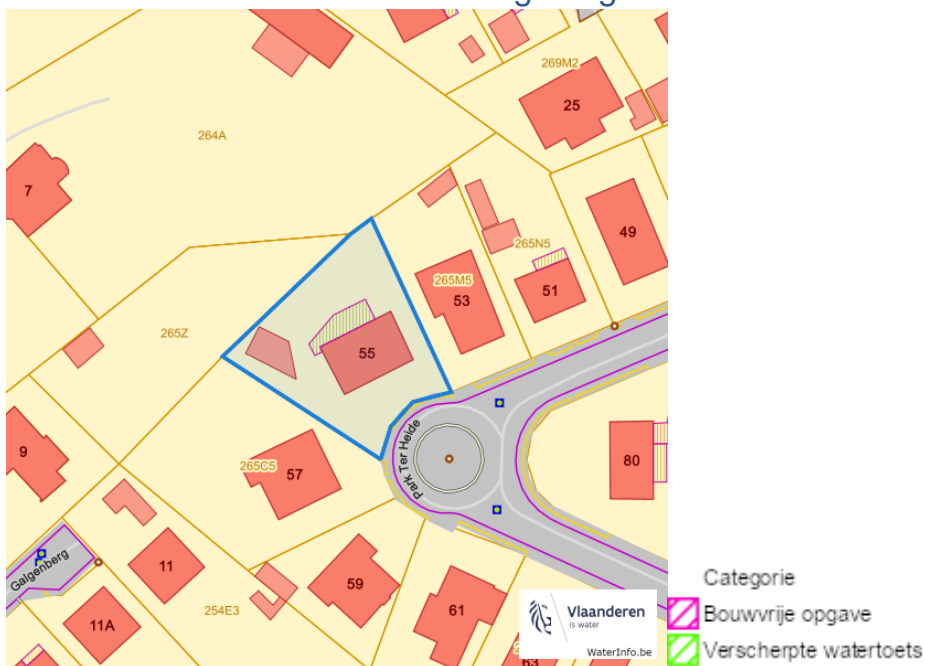 269M2
25
264A
7
49
265N5
265M5
53
51
265Z
55
Park Ter Heide
9
265C5
57
80
Galgenberg
11
59
254E3
61
11A
63
Vlaanderen
is water
WaterInfo.be
Categorie
Bouwvrije opgave
Verscherpte watertoets